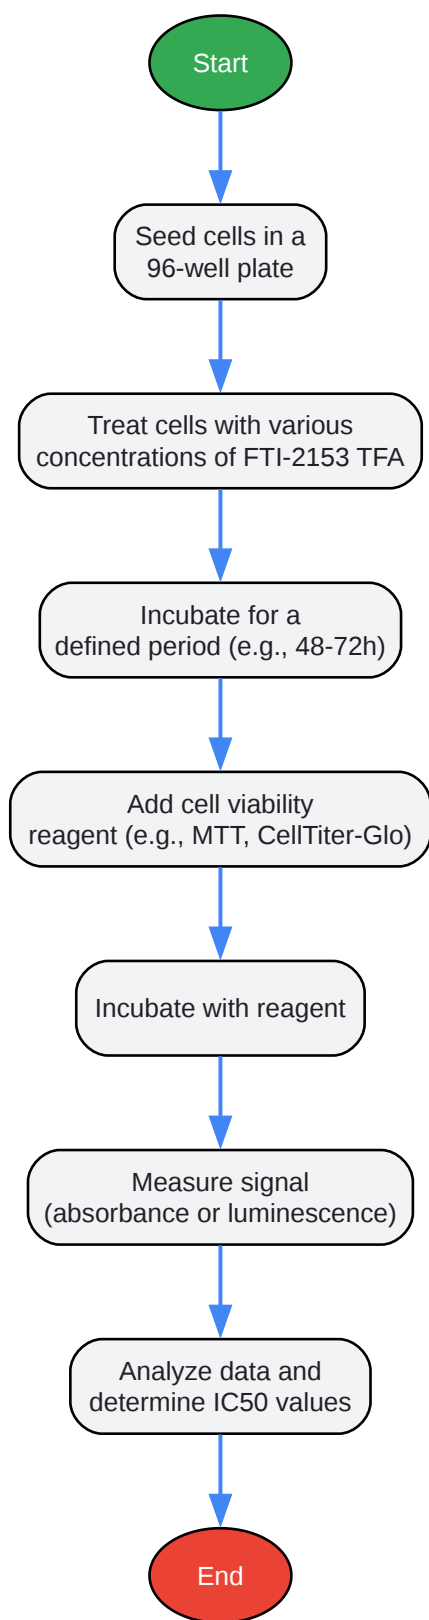 Start
Seed cells in a
96-well plate
Treat cells with various
concentrations of FTI-2153 TFA
Incubate for a
defined period (e.g., 48-72h)
Add cell viability
reagent (e.g., MTT, CellTiter-Glo)
Incubate with reagent
Measure signal
(absorbance or luminescence)
Analyze data and
determine IC50 values
End